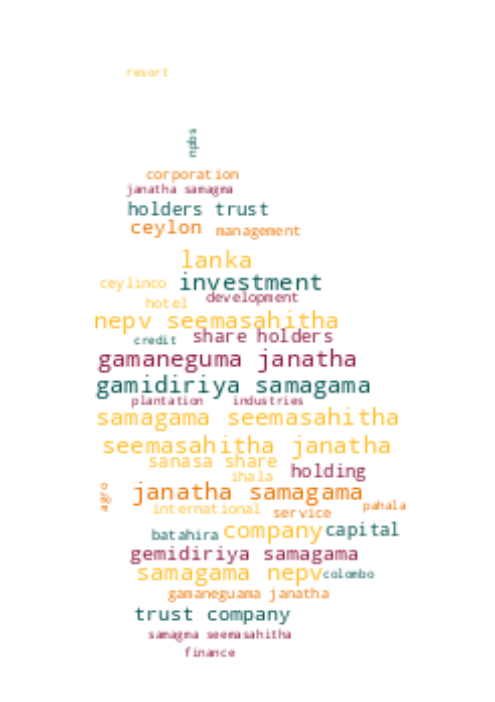 resort
npbs
corporation
janatha samagma
holders trust
ceylon management
lanka
ceylinco investment
hotel development
nepv seemasahitha
credit share holders
gamaneguma janatha
gamidiriya samagama
plantation industries
samagama seemasahitha
seemasahitha janatha
sanasa share
ihala holding
agro janatha samagama
international service pahala
batahira company capital
gemidiriya samagama
samagama nepv colombo
gamaneguama janatha
trust company
samagma seemasahitha
finance